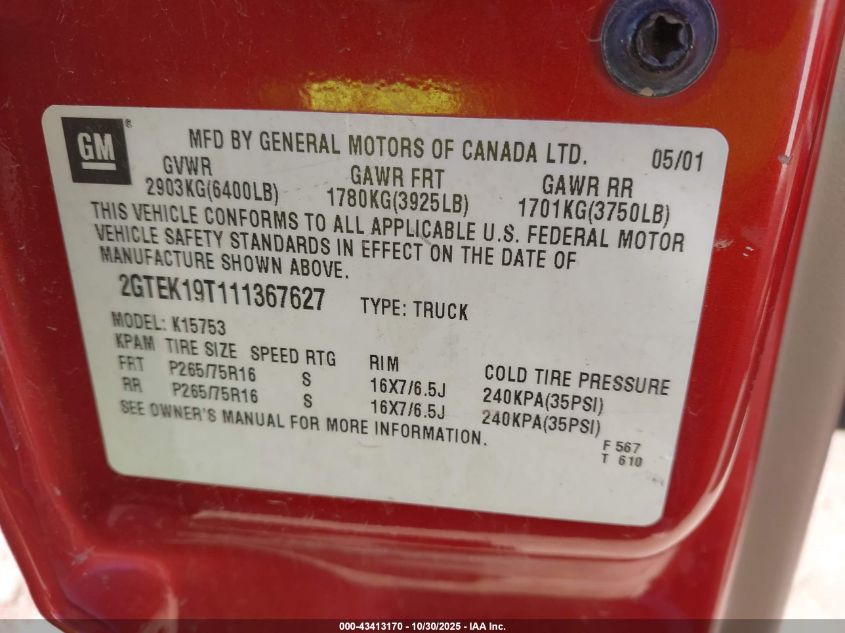 GM ® MFD BY GENERAL MOTORS OF CANADA LTD. 05/01
GVWR GAWR FRT GAWR RR
2903KG(6400LB) 1780KG(3925LB) 1701KG(3750LB)
THIS VEHICLE CONFORMS TO ALL APPLICABLE U.S. FEDERAL MOTOR
VEHICLE SAFETY STANDARDS IN EFFECT ON THE DATE OF
MANUFACTURE SHOWN ABOVE.
2GTEK19T111367627 TYPE: TRUCK
MODEL: K15753
KPAM TIRE SIZE SPEED RTG RIM COLD TIRE PRESSURE
FRT P265/75R16 S 16X7/6.5J 240KPA(35PSI)
RR P265/75R16 S 16X7/6.5J 240KPA(35PSI)
SEE OWNER'S MANUAL FOR MORE INFORMATION.
F 567
T 610
000-43413170 - 10/30/2025 - IAA Inc.